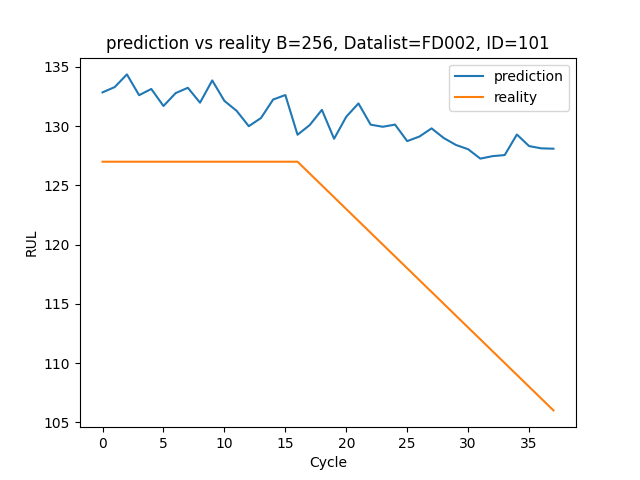 prediction vs reality B=256, Datalist=FD002, ID=101
prediction
reality
RUL
135
130
125
120
115
110
105
0 5 10 15 20 25 30 35
Cycle